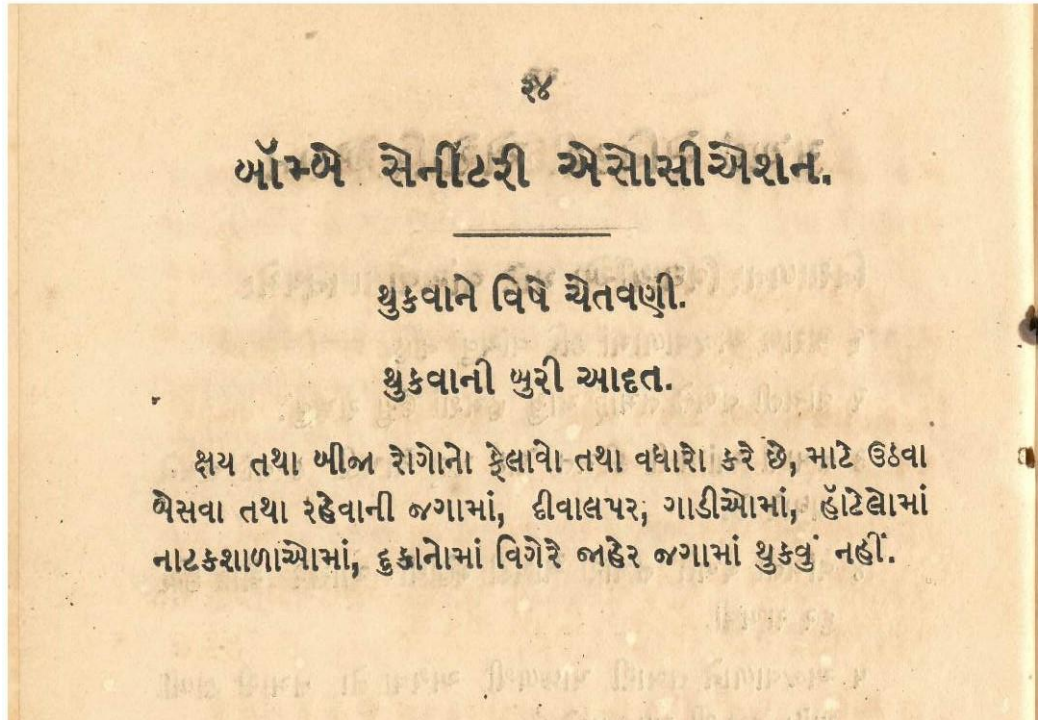 ૨૪
બૉમ્બે સેનીટરી એસોસીએશન.
થુકવાને વિષે ચેતવણી.
થુકવાની બુરી આદત.
ક્ષય તથા બીજા રોગોનો ફેલાવો તથા વધારો કરે છે, માટે ઉઠવા
બેસવા તથા રહેવાની જગામાં, દીવાલપર, ગાડીઓમાં, હૉટેલોમાં
નાટકશાળાઓમાં, દુકાનોમાં વિગેરે જાહેર જગામાં થુકવું નહીં.